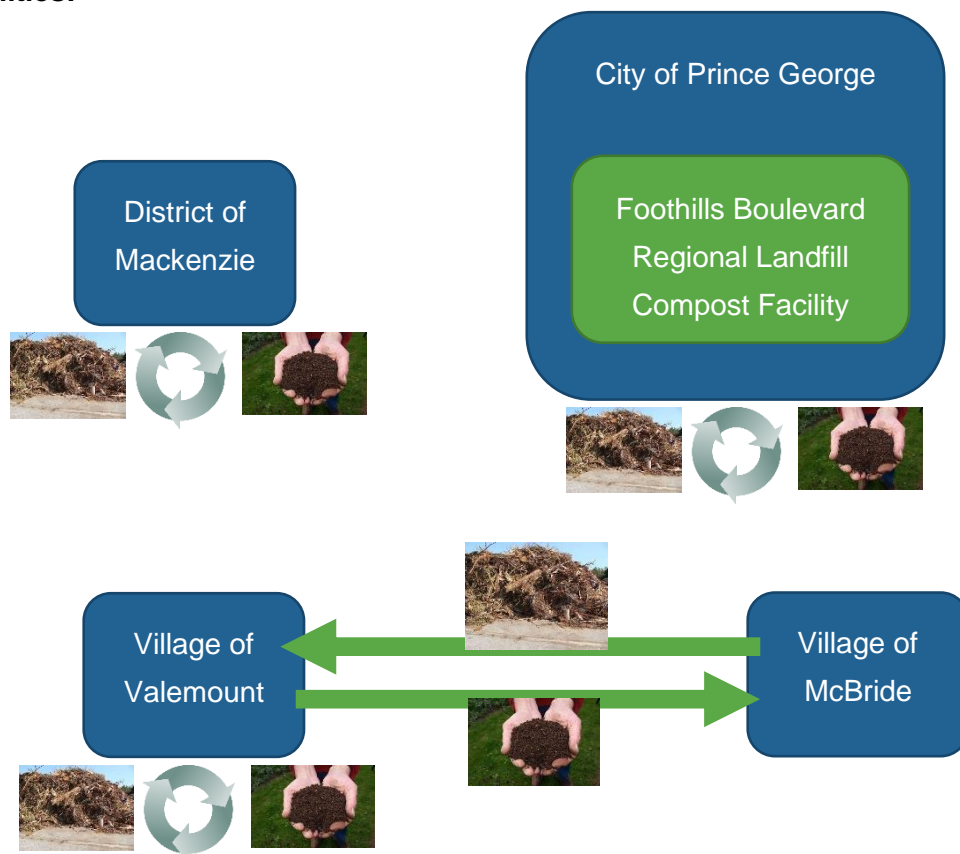 City of Prince George
District of
Mackenzie
Foothills Boulevard
Regional Landfill
Compost Facility
Village of
Valemount
Village of
McBride